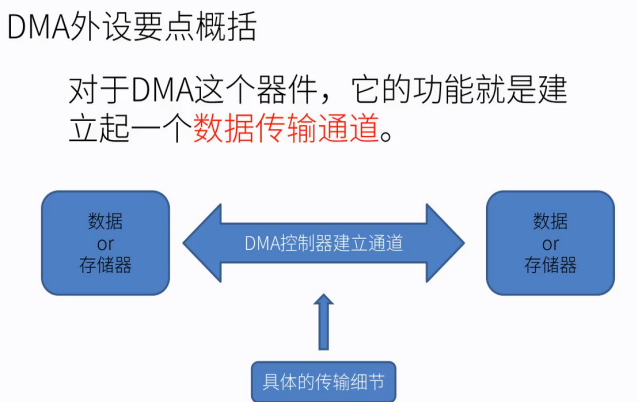 DMA外设要点概括
对于DMA这个器件，它的功能就是建
立起一个数据传输通道。
数据
or
存储器
DMA控制器建立通道
数据
or
存储器
具体的传输细节